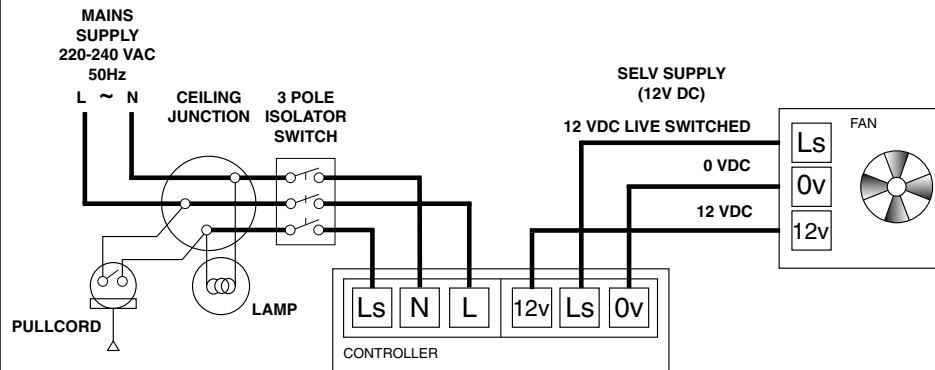 MAINS
SUPPLY
220-240 VAC
50Hz
L ~ N
CEILING
JUNCTION
3 POLE
ISOLATOR
SWITCH
SELV SUPPLY
(12V DC)
12 VDC LIVE SWITCHED
0 VDC
12 VDC
FAN
Ls
0v
12v
LAMP
PULLCORD
Ls N L 12v Ls 0v
CONTROLLER